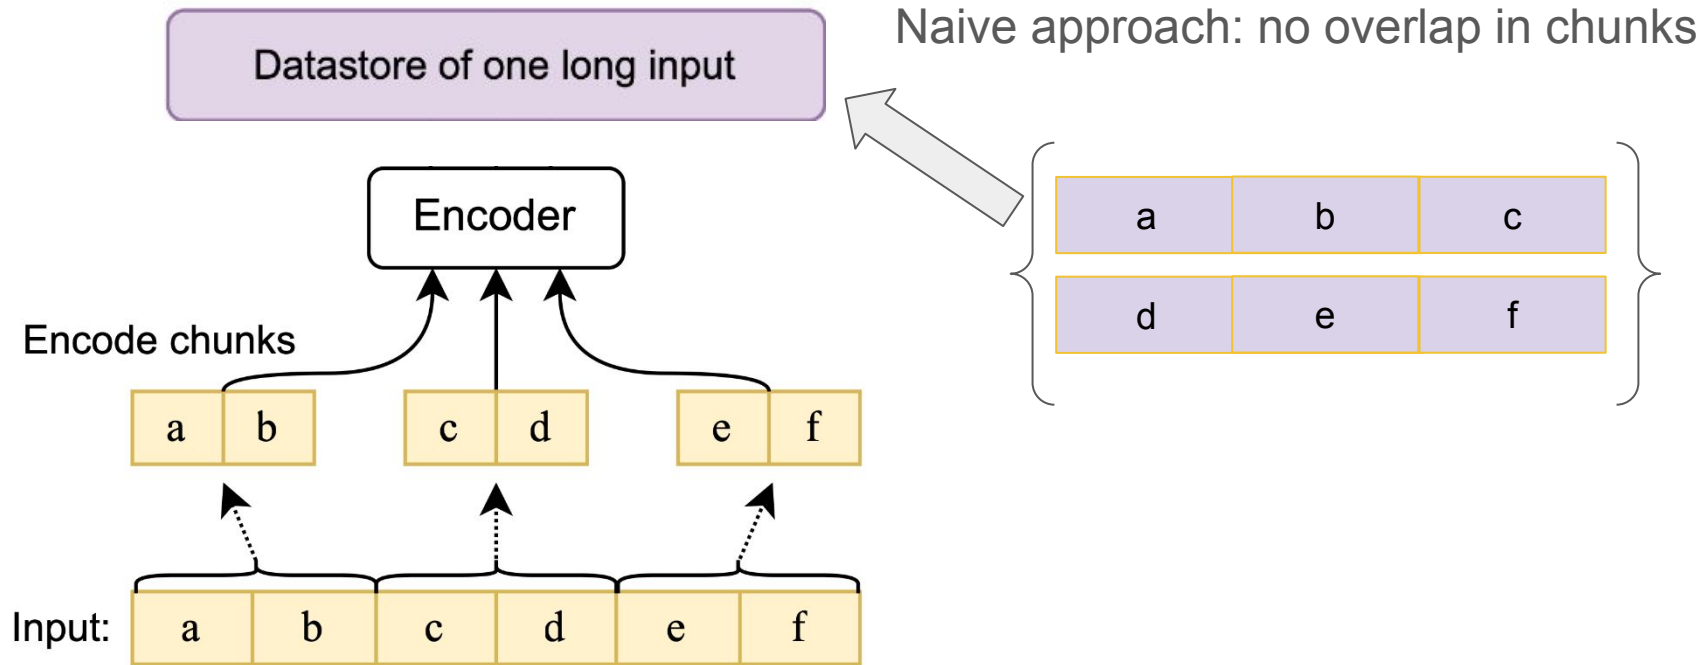 Naive approach: no overlap in chunks
Datastore of one long input
Encoder
a b c
d e f
Encode chunks
a b c d e f
Input: a b c d e f